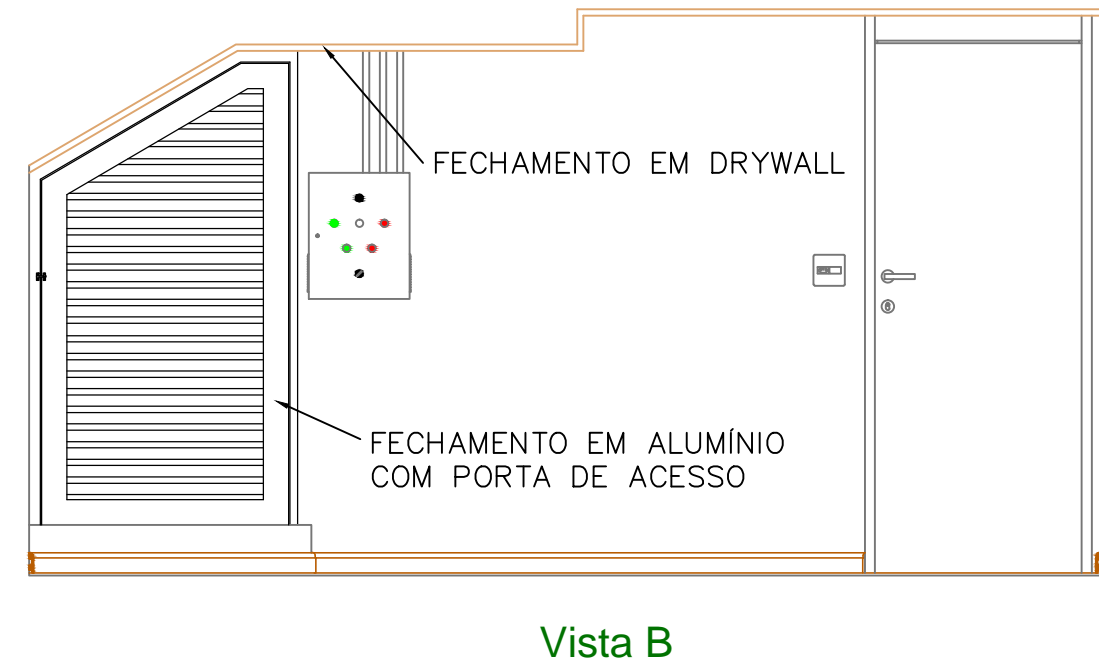 FECHAMENTO EM DRYWALL
FECHAMENTO EM ALUMÍNIO
COM PORTA DE ACESSO
Vista B